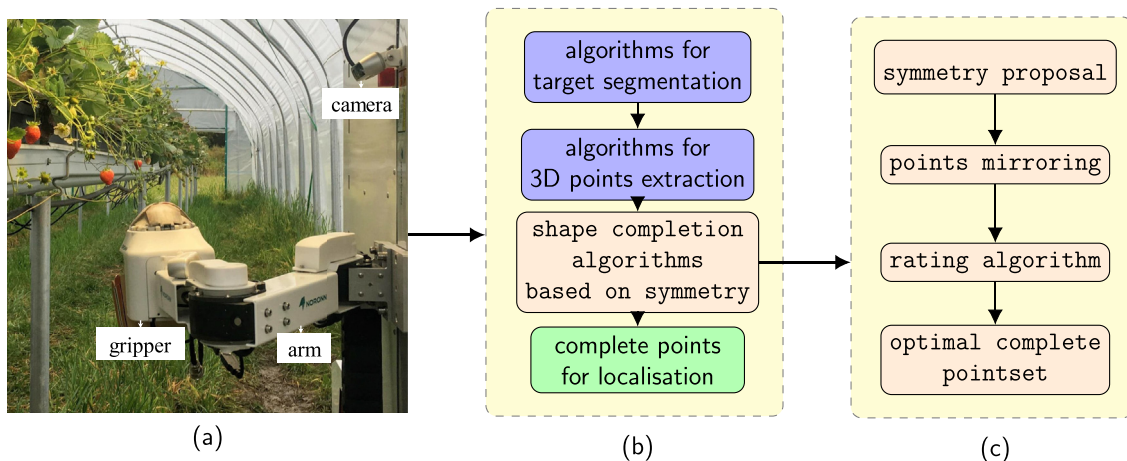 camera
gripper
arm
NORONN
(a)
algorithms for
target segmentation
algorithms for
3D points extraction
shape completion
algorithms
based on symmetry
complete points
for localisation
(b)
symmetry proposal
points mirroring
rating algorithm
optimal complete
pointset
(c)